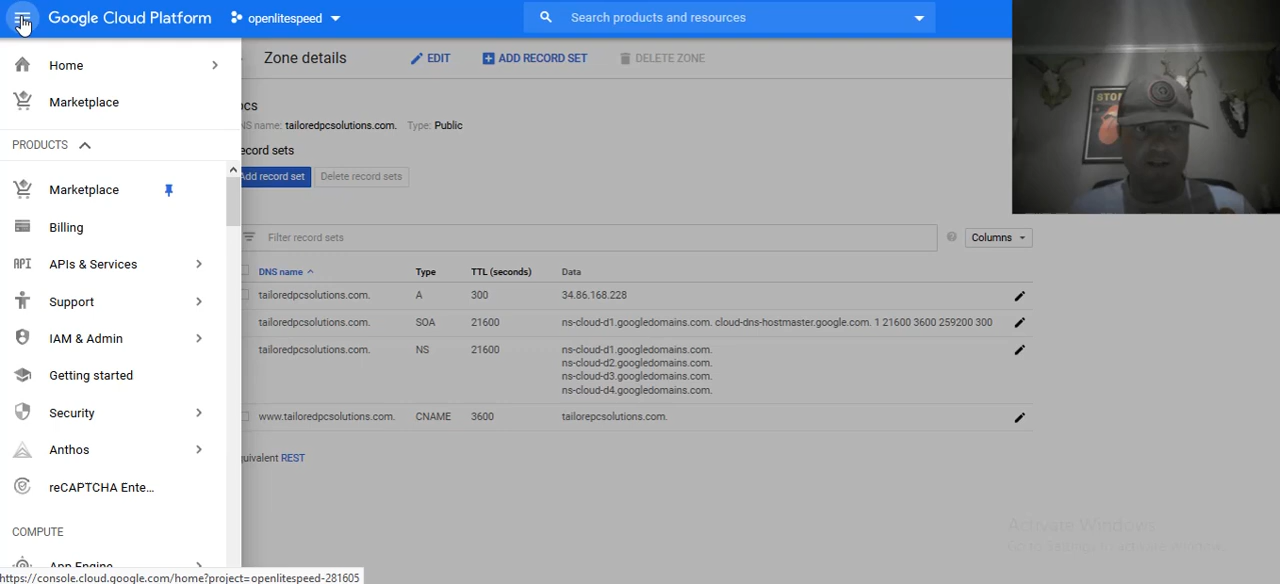 Google Cloud Platform openlitespeed Search products and resources
Zone details EDIT ADD RECORD SET DELETE ZONE
Home
Marketplace
PRODUCTS
Marketplace
Billing
API APIs & Services
Support
IAM & Admin
Getting started
Security
Anthos
reCAPTCHA Ente...
COMPUTE
App Engine
DNS name: tailoredpcsolutions.com. Type: Public
Add record set Delete record sets
Filter record sets Columns
DNS name Type TTL (seconds) Data
tailoredpcsolutions.com. A 300 34.86.168.228
tailoredpcsolutions.com. SOA 21600 ns-cloud-d1.googledomains.com. cloud-dns-hostmaster.google.com. 1 21600 3600 259200 300
tailoredpcsolutions.com. NS 21600 ns-cloud-d1.googledomains.com.
ns-cloud-d2.googledomains.com.
ns-cloud-d3.googledomains.com.
ns-cloud-d4.googledomains.com.
www.tailoredpcsolutions.com. CNAME 3600 tailorepcsolutions.com.
REST
Activate Windows
https://console.cloud.google.com/home?project=openlitespeed-281605